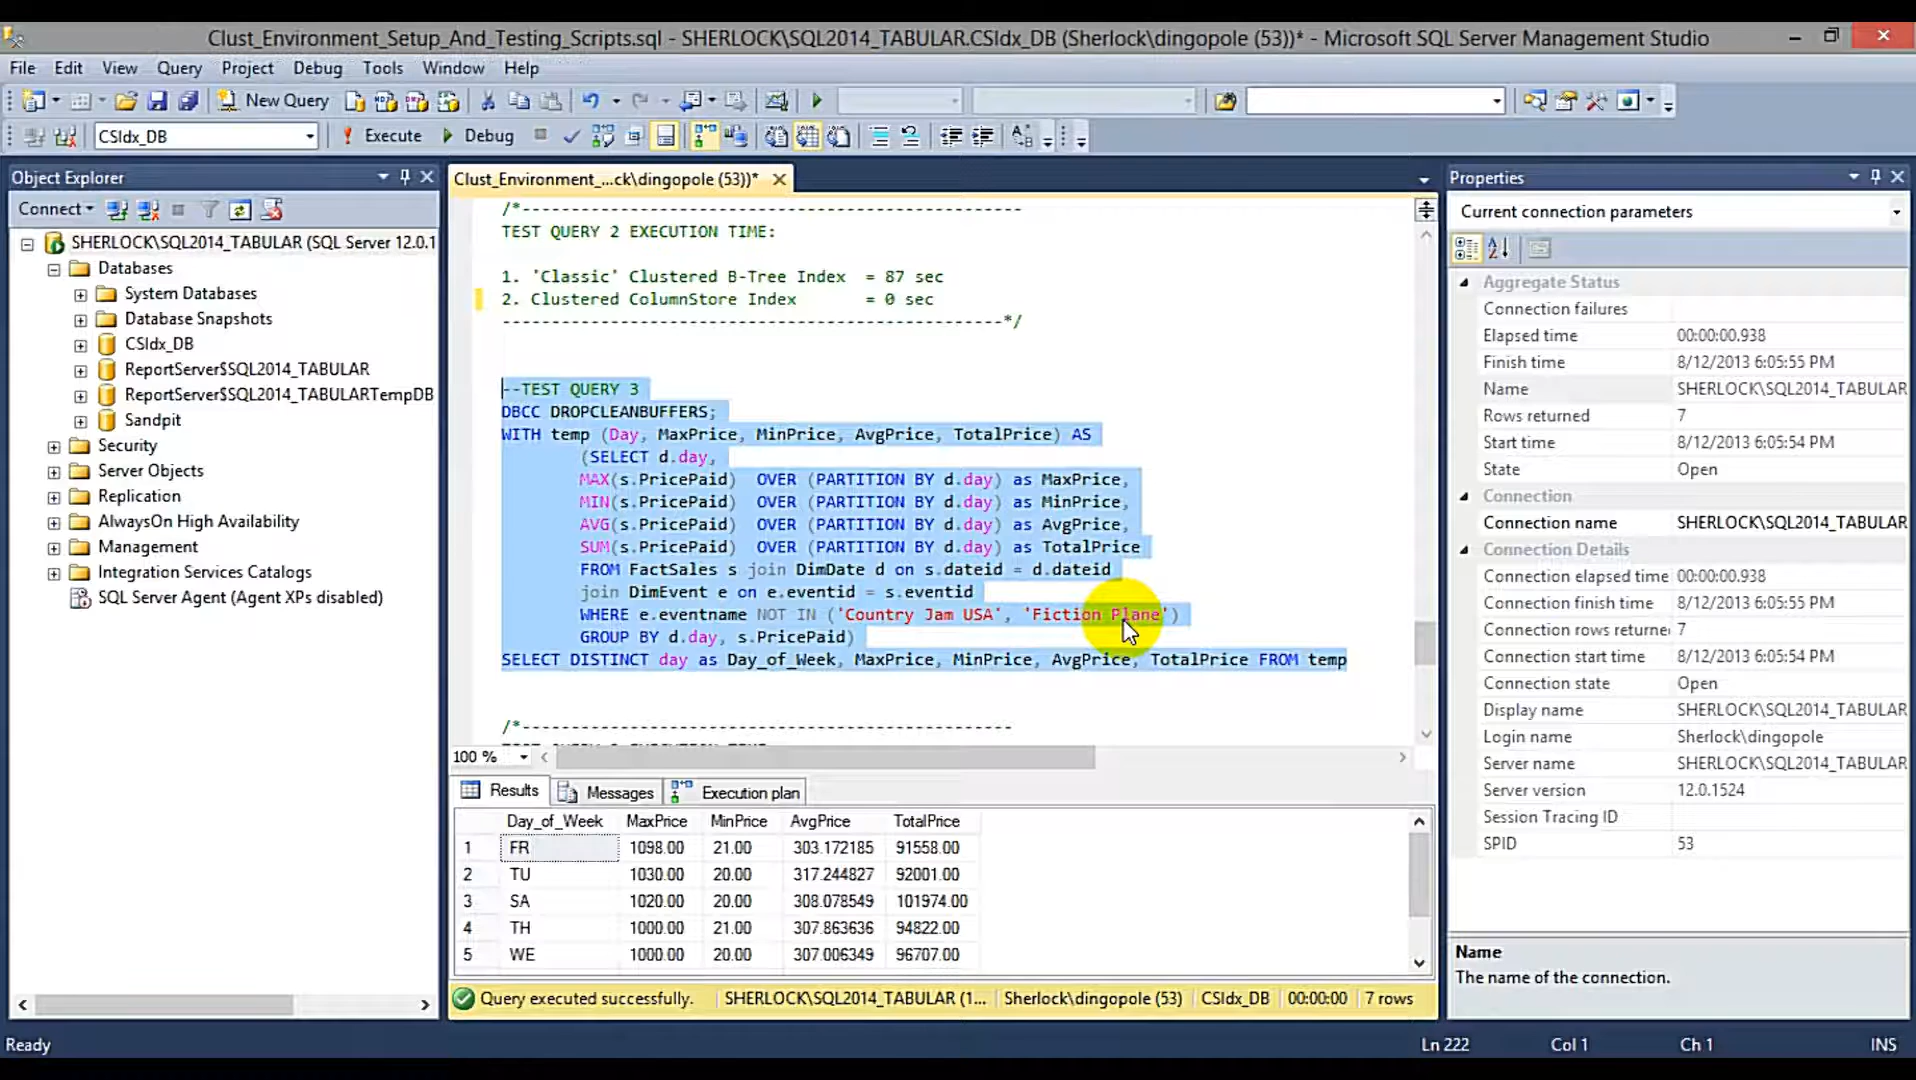 Clust_Environment_Setup_And_Testing_Scripts.sql - SHERLOCK\SQL2014_TABULAR.CSIdx_DB (Sherlock\dingopole (53))* - Microsoft SQL Server Management Studio
File Edit View Query Project Debug Tools Window Help
New Query
CSIdx_DB Execute Debug
Object Explorer
Connect
SHERLOCK\SQL2014_TABULAR (SQL Server 12.0.1
Databases
System Databases
Database Snapshots
CSIdx_DB
ReportServer$SQL2014_TABULAR
ReportServer$SQL2014_TABULARTempDB
Sandpit
Security
Server Objects
Replication
AlwaysOn High Availability
Management
Integration Services Catalogs
SQL Server Agent (Agent XPs disabled)
Clust_Environment_...ck\dingopole (53))*
/*-------------------------------------------------
TEST QUERY 2 EXECUTION TIME:
1. 'Classic' Clustered B-Tree Index = 87 sec
2. Clustered ColumnStore Index = 0 sec
---------------------------------------------------*/
--TEST QUERY 3
DBCC DROPCLEANBUFFERS;
WITH temp (Day, MaxPrice, MinPrice, AvgPrice, TotalPrice) AS
(SELECT d.day,
MAX(s.PricePaid) OVER (PARTITION BY d.day) as MaxPrice,
MIN(s.PricePaid) OVER (PARTITION BY d.day) as MinPrice,
AVG(s.PricePaid) OVER (PARTITION BY d.day) as AvgPrice,
SUM(s.PricePaid) OVER (PARTITION BY d.day) as TotalPrice
FROM FactSales s join DimDate d on s.dateid = d.dateid
join DimEvent e on e.eventid = s.eventid
WHERE e.eventname NOT IN ('Country Jam USA', 'Fiction Plane')
GROUP BY d.day, s.PricePaid)
SELECT DISTINCT day as Day_of_Week, MaxPrice, MinPrice, AvgPrice, TotalPrice FROM temp
/*--------------------------------------------------
100 %
Results Messages Execution plan
Day_of_Week MaxPrice MinPrice AvgPrice TotalPrice
1 FR 1098.00 21.00 303.172185 91558.00
2 TU 1030.00 20.00 317.244827 92001.00
3 SA 1020.00 20.00 308.078549 101974.00
4 TH 1000.00 21.00 307.863636 94822.00
5 WE 1000.00 20.00 307.006349 96707.00
Query executed successfully. SHERLOCK\SQL2014_TABULAR (1... Sherlock\dingopole (53) CSIdx_DB 00:00:00 7 rows
Properties
Current connection parameters
Aggregate Status
Connection failures
Elapsed time 00:00:00.938
Finish time 8/12/2013 6:05:55 PM
Name SHERLOCK\SQL2014_TABULAR
Rows returned 7
Start time 8/12/2013 6:05:54 PM
State Open
Connection
Connection name SHERLOCK\SQL2014_TABULAR
Connection Details
Connection elapsed time 00:00:00.938
Connection finish time 8/12/2013 6:05:55 PM
Connection rows returne 7
Connection start time 8/12/2013 6:05:54 PM
Connection state Open
Display name SHERLOCK\SQL2014_TABULAR
Login name Sherlock\dingopole
Server name SHERLOCK\SQL2014_TABULAR
Server version 12.0.1524
Session Tracing ID
SPID 53
Name
The name of the connection.
Ready Ln 222 Col 1 Ch 1 INS